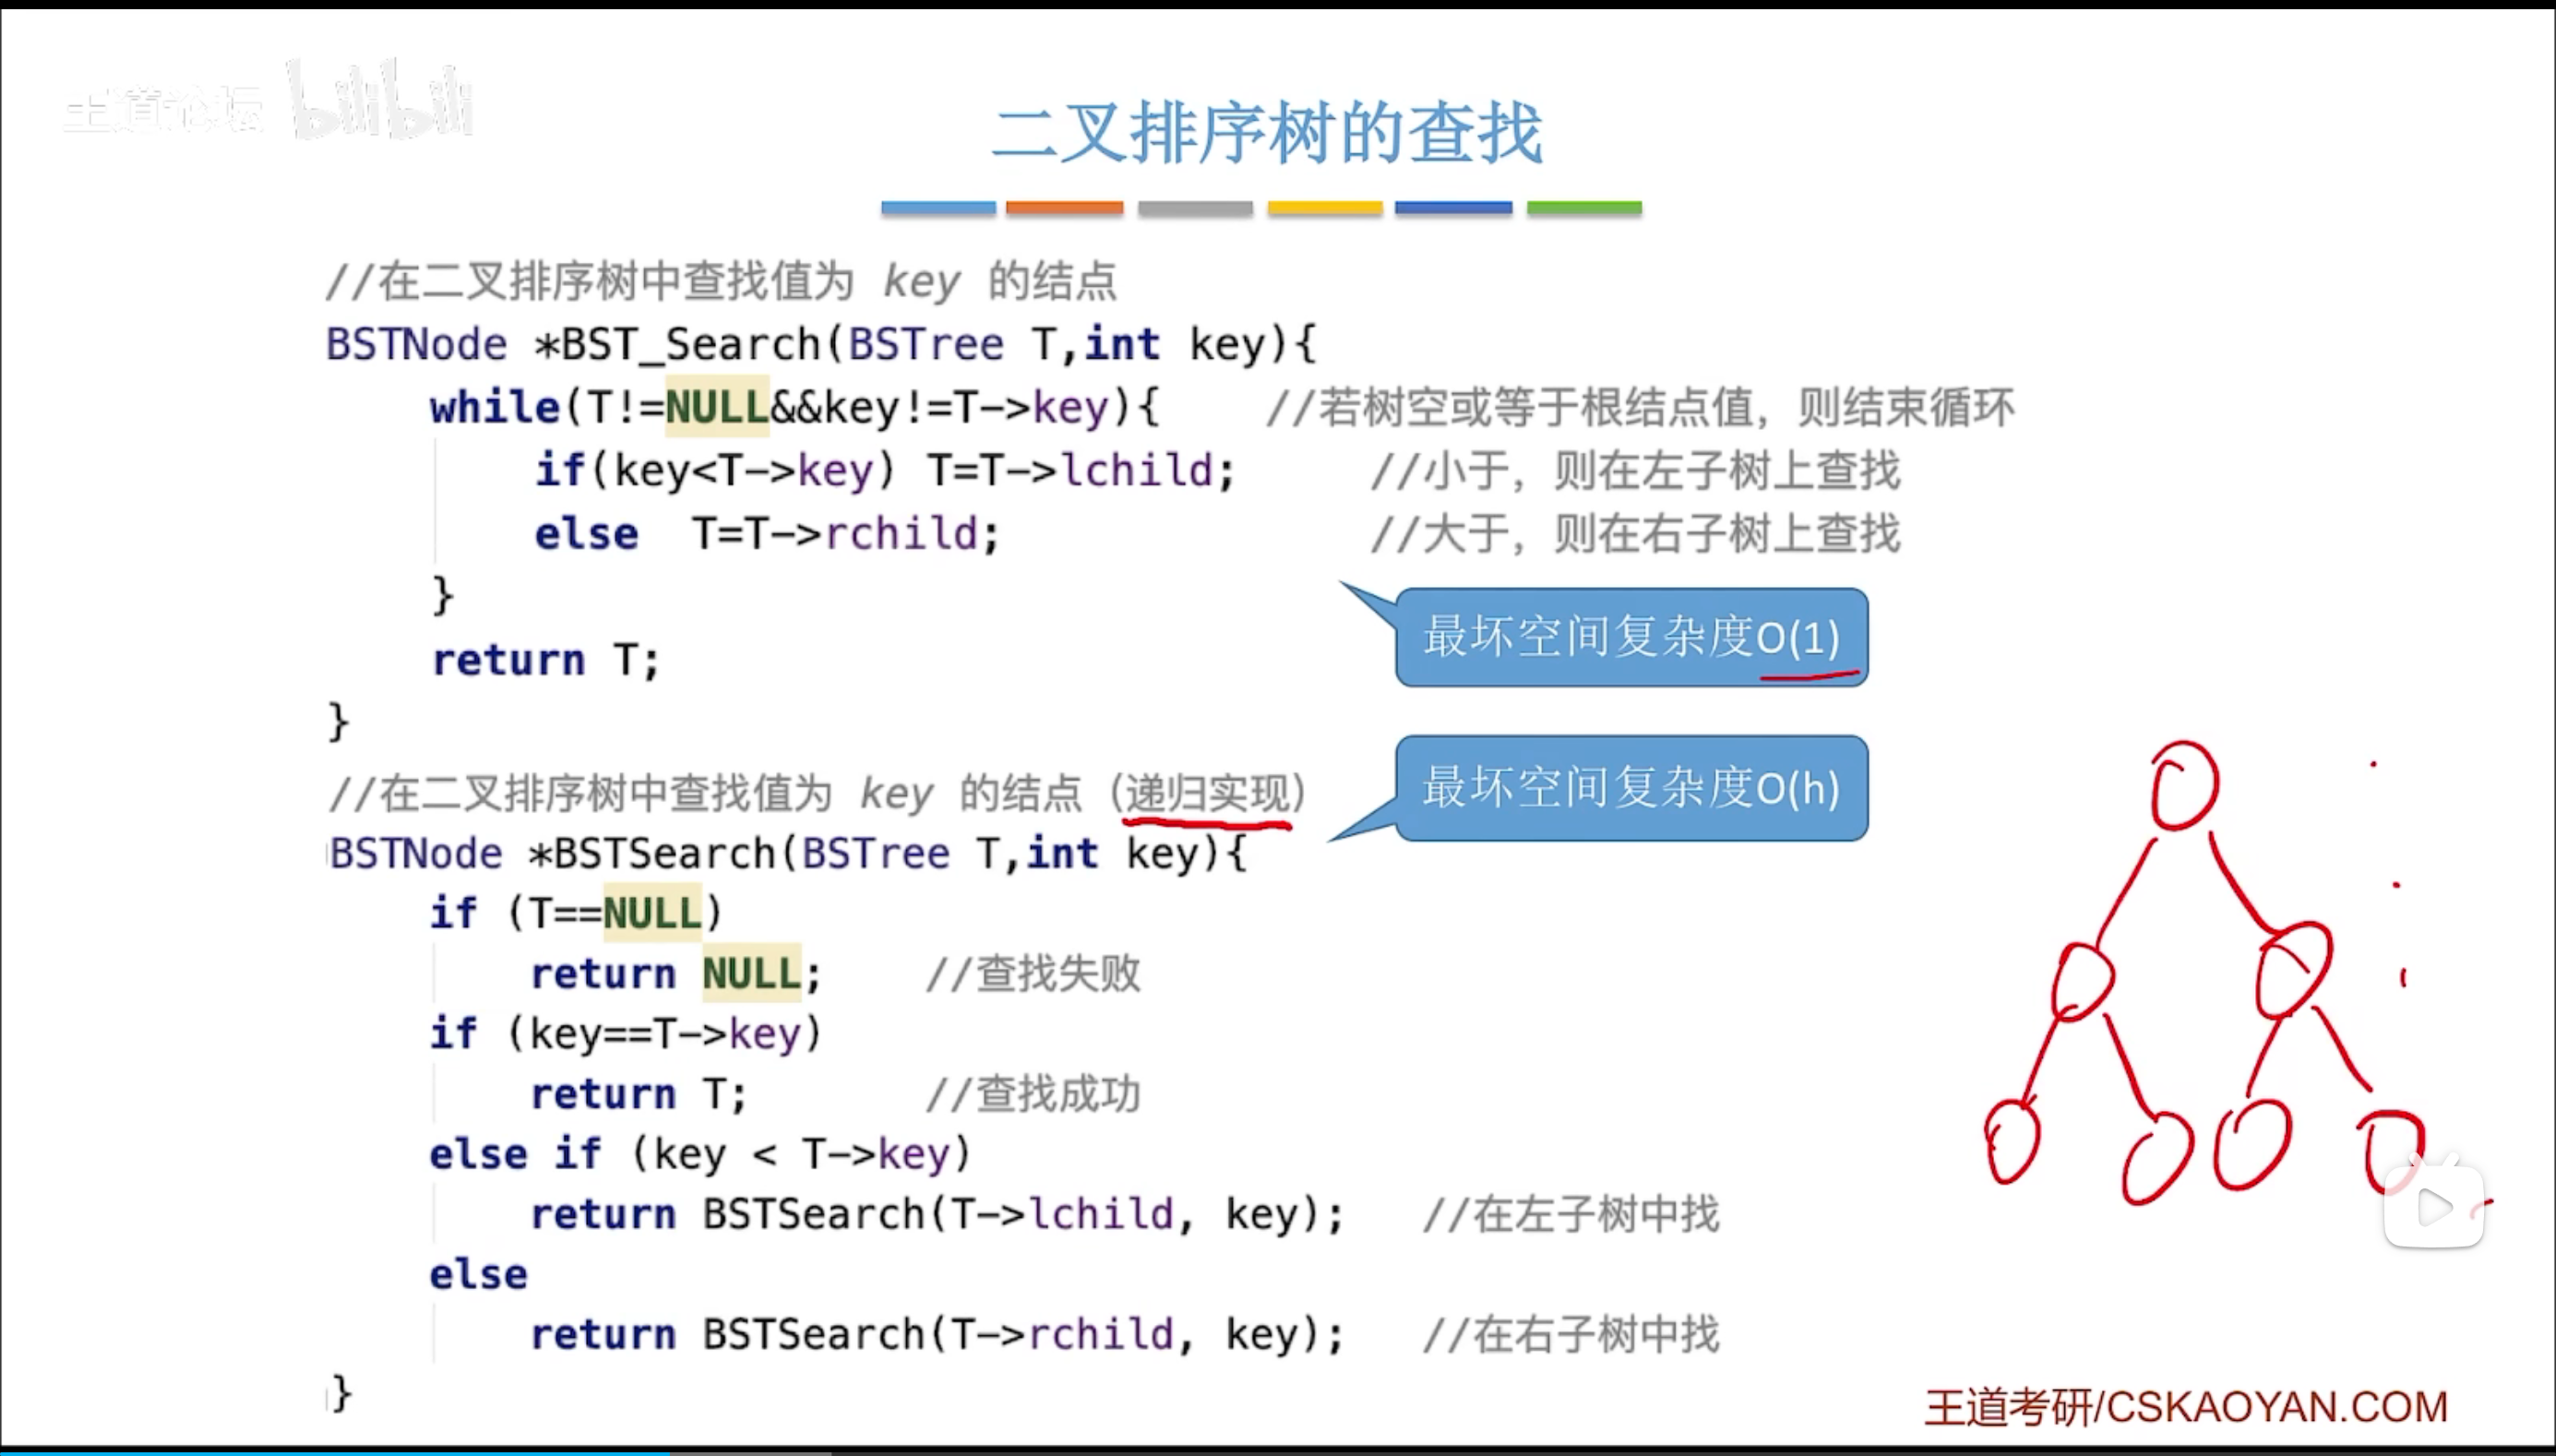 王道论坛 bilibili
二叉排序树的查找
//在二叉排序树中查找值为 key 的结点
BSTNode *BST_Search(BSTree T,int key){
while(T!=NULL&&key!=T->key){ //若树空或等于根结点值，则结束循环
if(key<T->key) T=T->lchild; //小于，则在左子树上查找
else T=T->rchild; //大于，则在右子树上查找
}
最坏空间复杂度O(1)
return T;
}
//在二叉排序树中查找值为 key 的结点（递归实现）
最坏空间复杂度O(h)
BSTNode *BSTSearch(BSTree T,int key){
if (T==NULL)
return NULL; //查找失败
if (key==T->key)
return T; //查找成功
else if (key < T->key)
return BSTSearch(T->lchild, key); //在左子树中找
else
return BSTSearch(T->rchild, key); //在右子树中找
}
王道考研/CSKAOYAN.COM